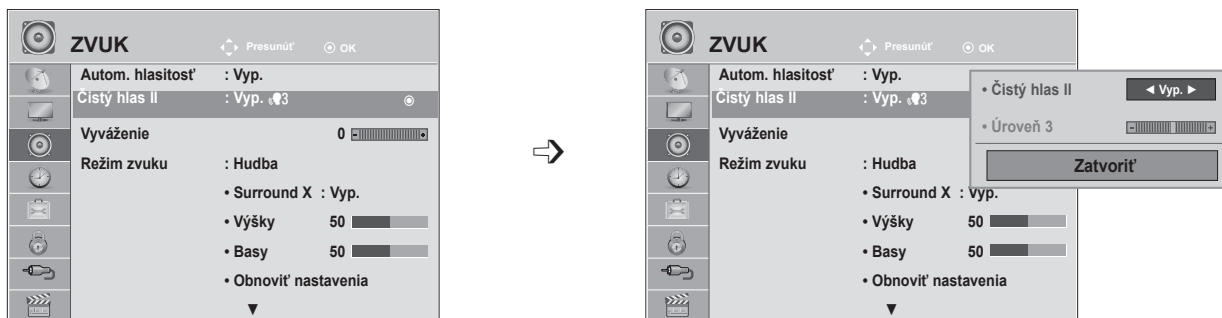 ZVUK Presunúť OK
Autom. hlasitosť : Vyp.
Čistý hlas II : Vyp. 3
Vyváženie 0 - +
Režim zvuku : Hudba
• Surround X : Vyp.
• Výšky 50
• Basy 50
• Obnoviť nastavenia
▼
ZVUK Presunúť OK
Autom. hlasitosť : Vyp.
Čistý hlas II : Vyp. 3
Vyváženie
Režim zvuku : Hudba
• Surround X : Vyp.
• Výšky 50
• Basy 50
• Obnoviť nastavenia
▼
• Čistý hlas II ◄ Vyp. ►
• Úroveň 3 - +
Zatvoriť